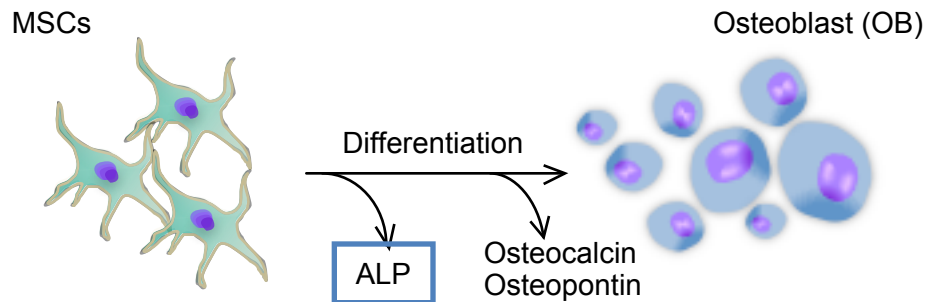 MSCs
Osteoblast (OB)
Differentiation
ALP
Osteocalcin
Osteopontin